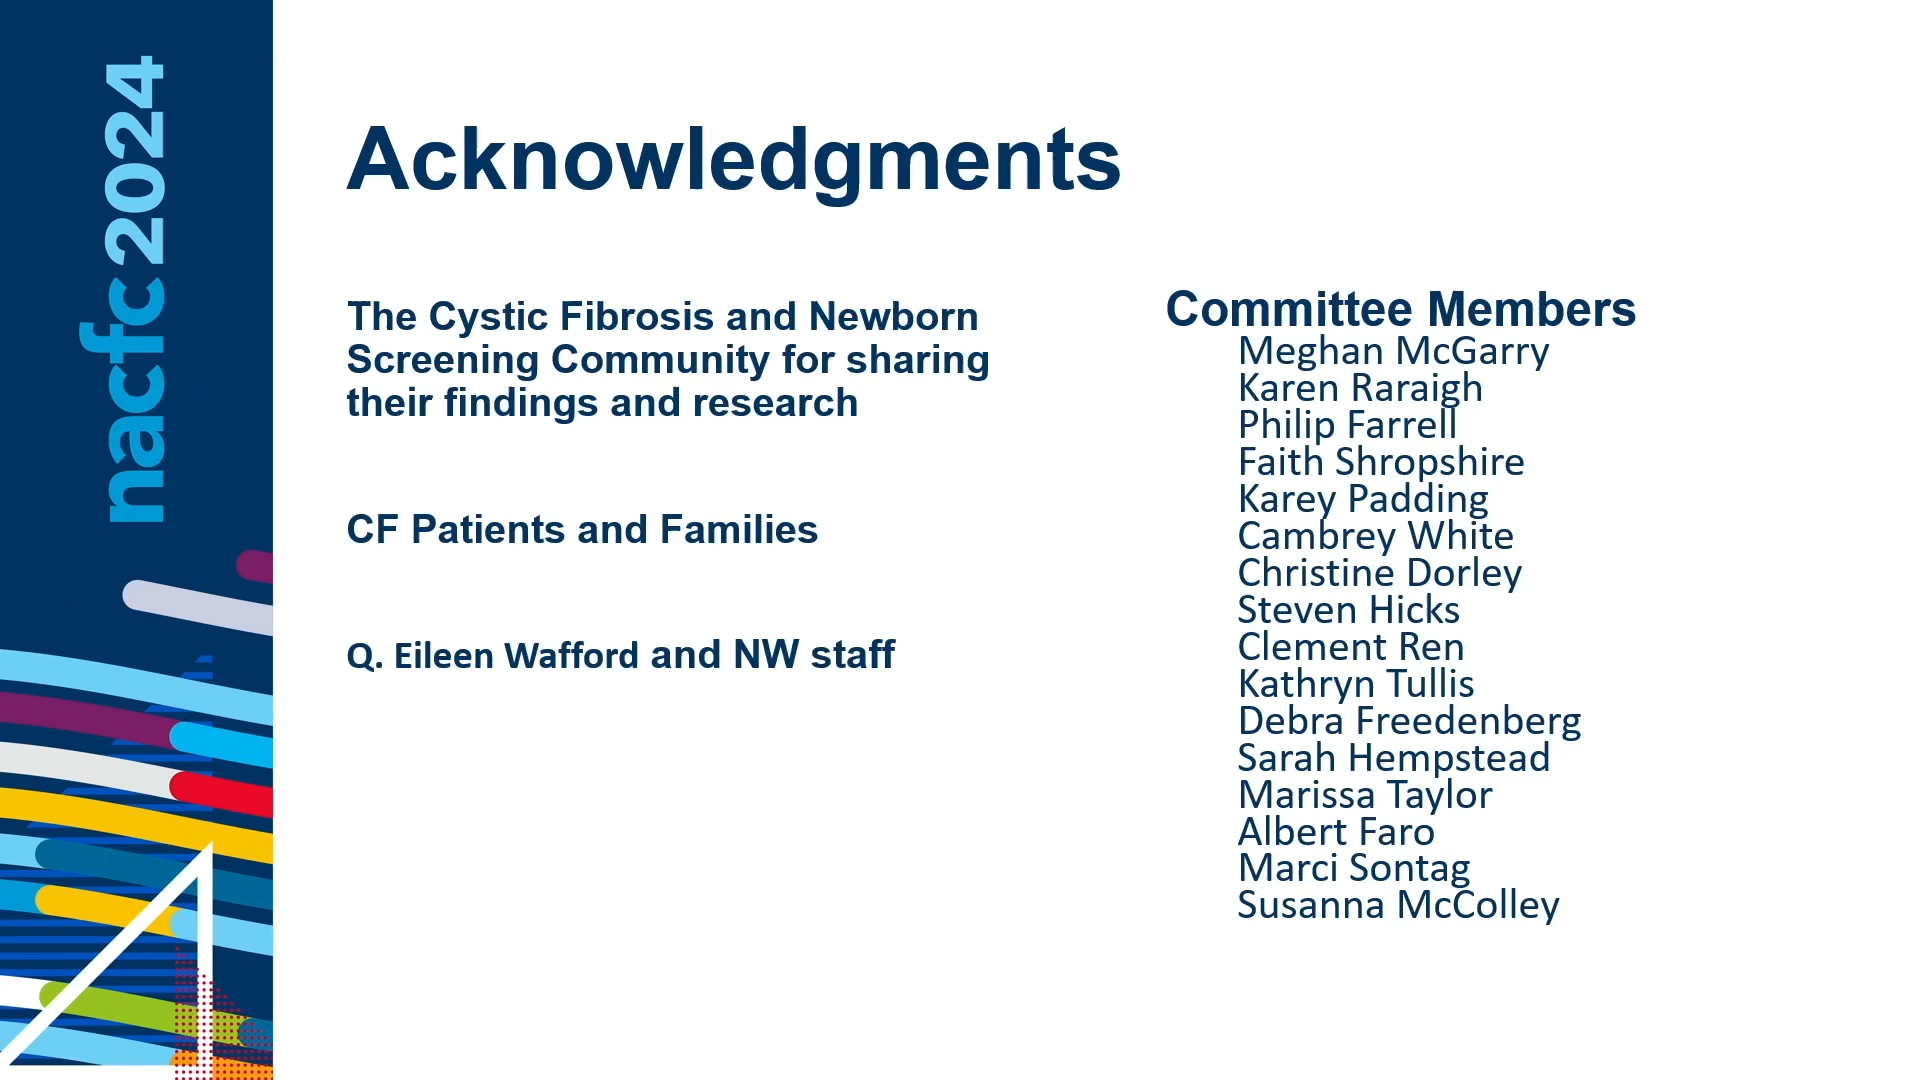 nacfc2024
Acknowledgments
The Cystic Fibrosis and Newborn
Screening Community for sharing
their findings and research
CF Patients and Families
Q. Eileen Wafford and NW staff
Committee Members
Meghan McGarry
Karen Raraigh
Philip Farrell
Faith Shropshire
Karey Padding
Cambrey White
Christine Dorley
Steven Hicks
Clement Ren
Kathryn Tullis
Debra Freedenberg
Sarah Hempstead
Marissa Taylor
Albert Faro
Marci Sontag
Susanna McColley